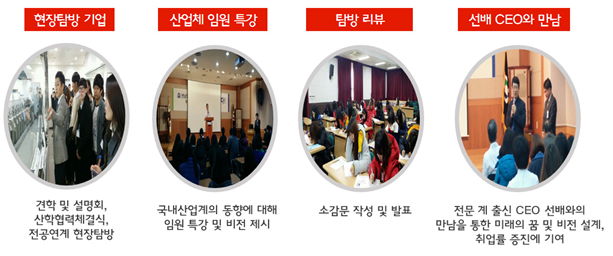 현장탐방 기업
산업체 임원 특강
탐방 리뷰
선배 CEO와 만남
견학 및 설명회,
산학협력체결식,
전공연계 현장탐방
국내산업계의 동향에 대해
임원 특강 및 비전 제시
소감문 작성 및 발표
전문 계 출신 CEO 선배와의
만남을 통한 미래의 꿈 및 비전 설계,
취업률 증진에 기여